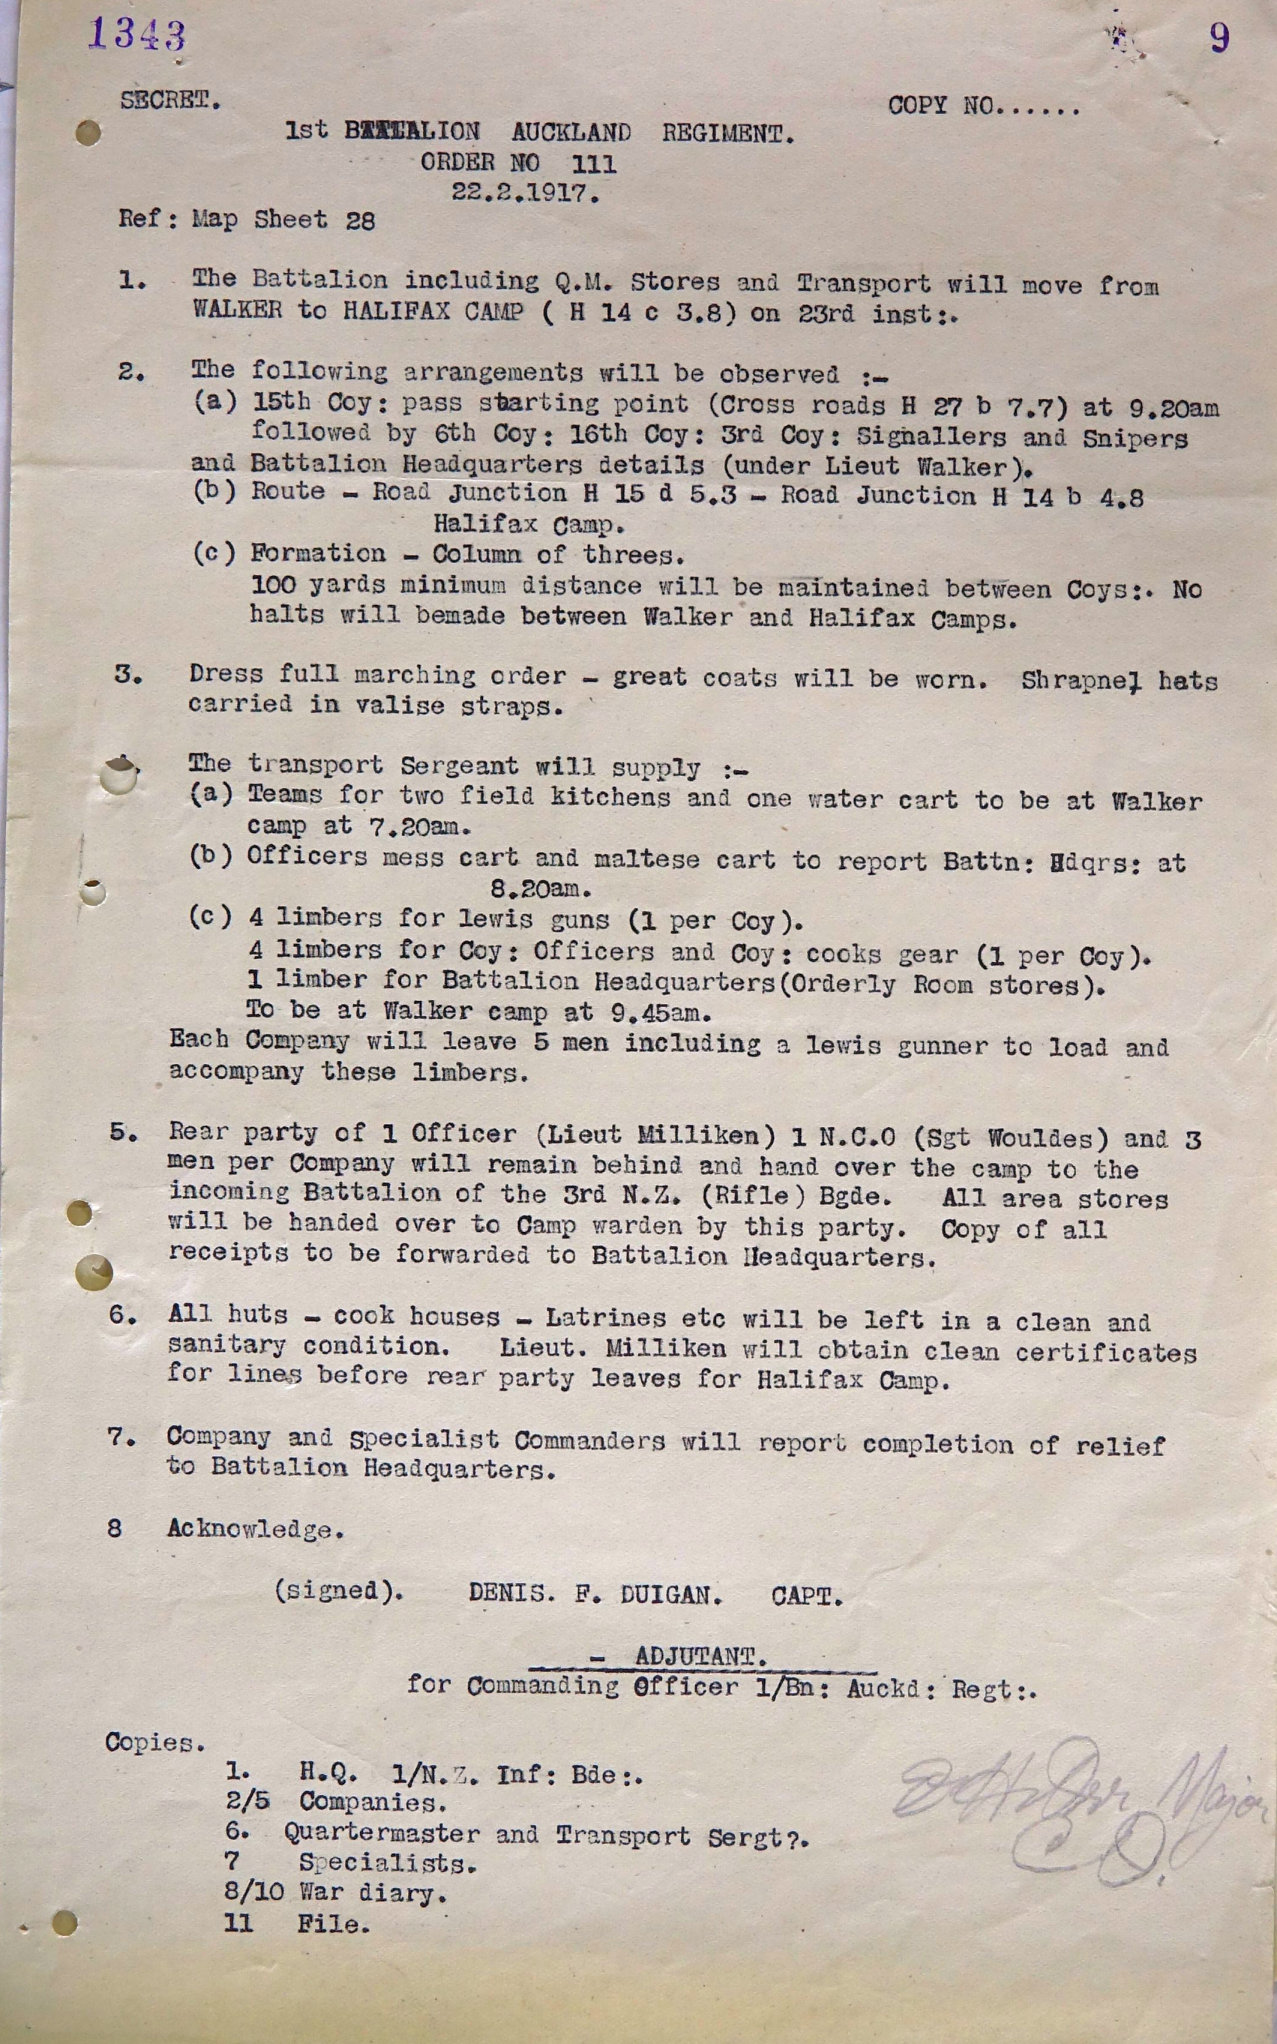 1343
9
SECRET.
COPY NO......
1st BATTALION AUCKLAND REGIMENT.
ORDER NO 111
22.2.1917.
Ref: Map Sheet 28
1. The Battalion including Q.M. Stores and Transport will move from
WALKER to HALIFAX CAMP ( H 14 c 3.8) on 23rd inst:.
2. The following arrangements will be observed :-
(a) 15th Coy: pass starting point (Cross roads H 27 b 7.7) at 9.20am
followed by 6th Coy: 16th Coy: 3rd Coy: Signallers and Snipers
and Battalion Headquarters details (under Lieut Walker).
(b) Route - Road Junction H 15 d 5.3 - Road Junction H 14 b 4.8
Halifax Camp.
(c) Formation - Column of threes.
100 yards minimum distance will be maintained between Coys:. No
halts will bemade between Walker and Halifax Camps.
3. Dress full marching order - great coats will be worn. Shrapnel hats
carried in valise straps.
The transport Sergeant will supply :-
(a) Teams for two field kitchens and one water cart to be at Walker
camp at 7.20am.
(b) Officers mess cart and maltese cart to report Battn: Hdqrs: at
8.20am.
(c) 4 limbers for lewis guns (1 per Coy).
4 limbers for Coy: Officers and Coy: cooks gear (1 per Coy).
1 limber for Battalion Headquarters(Orderly Room stores).
To be at Walker camp at 9.45am.
Each Company will leave 5 men including a lewis gunner to load and
accompany these limbers.
5. Rear party of 1 Officer (Lieut Milliken) 1 N.C.O (Sgt Wouldes) and 3
men per Company will remain behind and hand over the camp to the
incoming Battalion of the 3rd N.Z. (Rifle) Bgde. All area stores
will be handed over to Camp warden by this party. Copy of all
receipts to be forwarded to Battalion Headquarters.
6. All huts - cook houses - Latrines etc will be left in a clean and
sanitary condition. Lieut. Milliken will obtain clean certificates
for lines before rear party leaves for Halifax Camp.
7. Company and Specialist Commanders will report completion of relief
to Battalion Headquarters.
8 Acknowledge.
(signed). DENIS. F. DUIGAN. CAPT.
- ADJUTANT.
for Commanding Officer 1/Bn: Auckd: Regt:.
Copies.
1. H.Q. 1/N.Z. Inf: Bde:.
2/5 Companies.
6. Quartermaster and Transport Sergt?.
7 Specialists.
8/10 War diary.
11 File.
Major
CO.